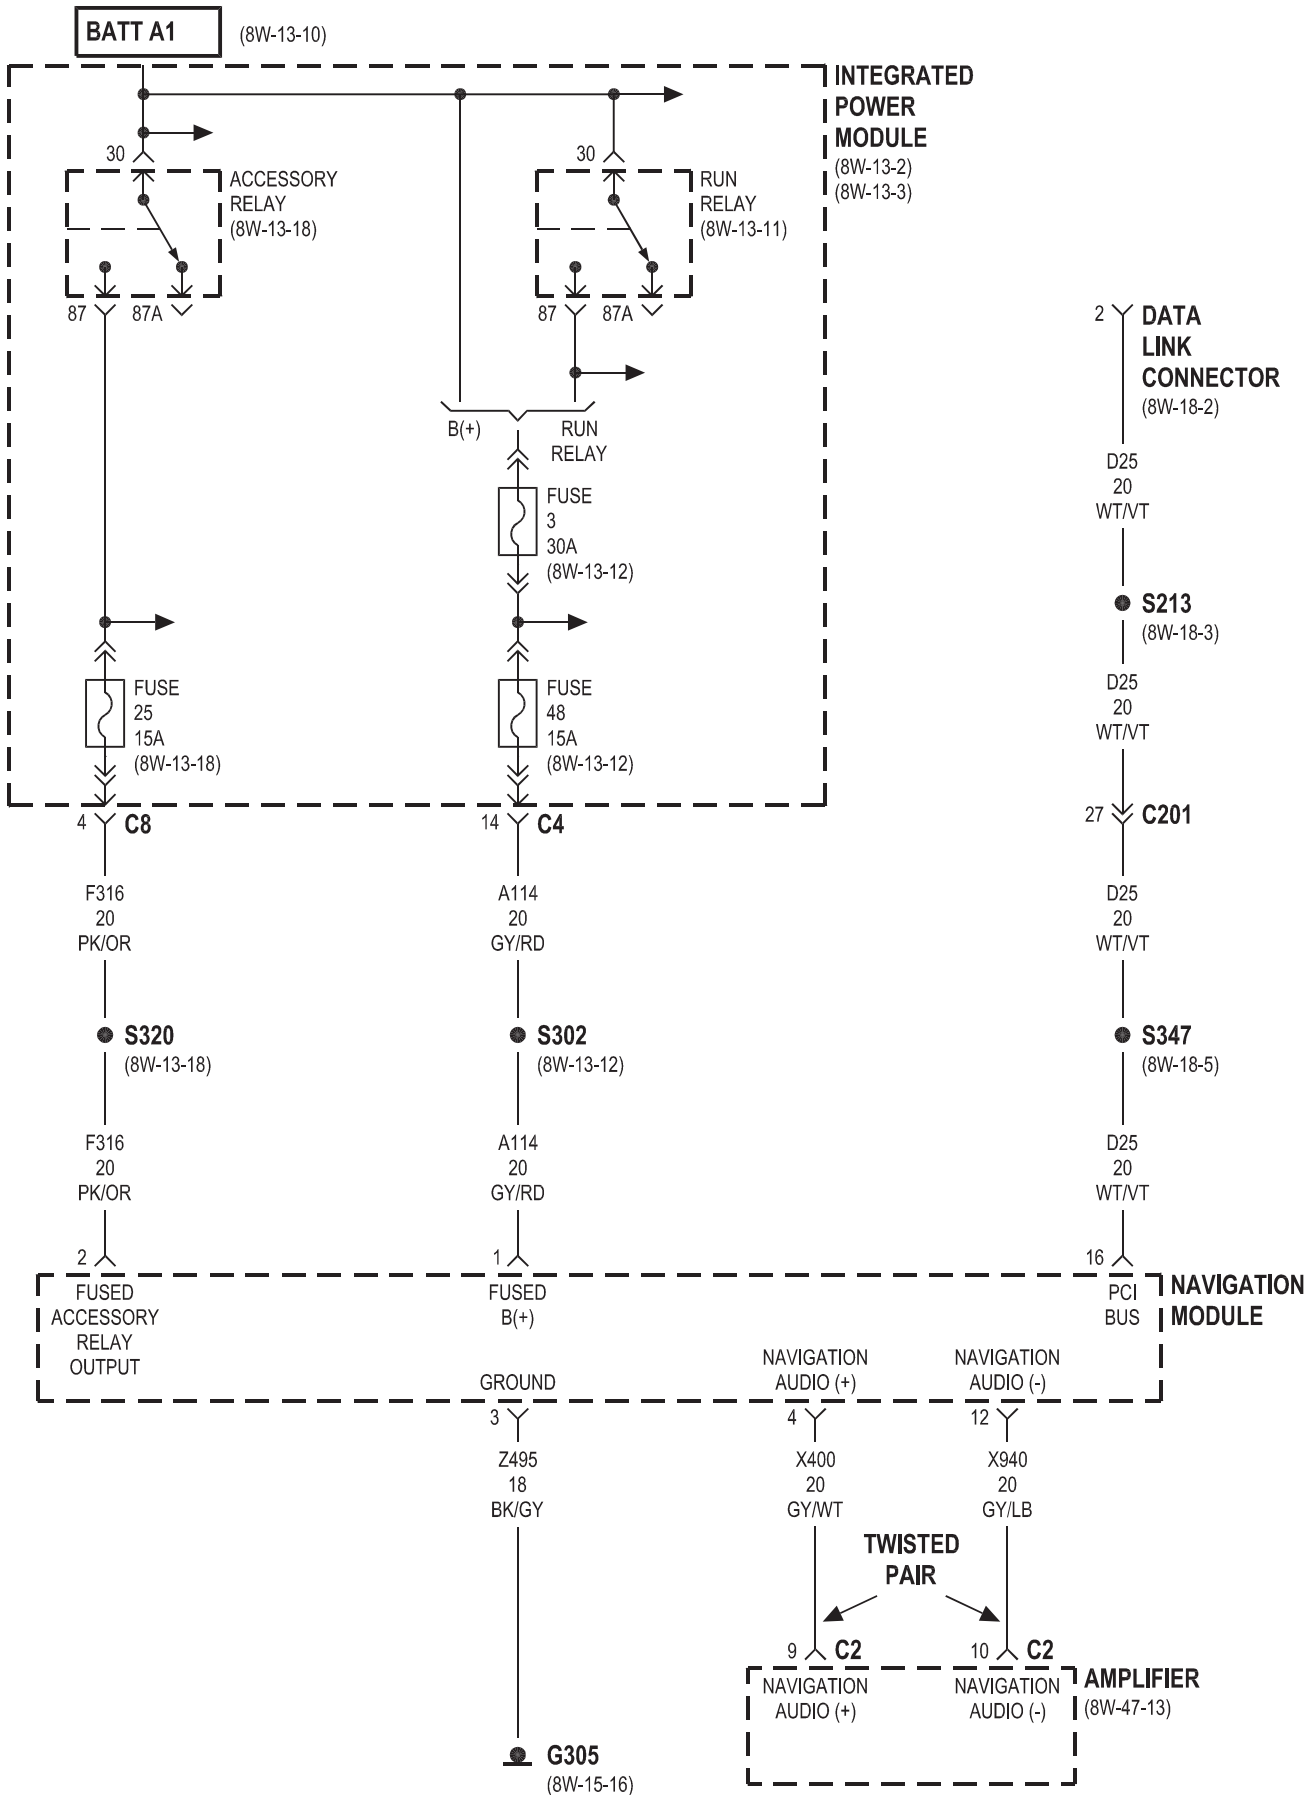 BATT A1
(8W-13-10)
INTEGRATED
POWER
MODULE
(8W-13-2)
(8W-13-3)
30
ACCESSORY
RELAY
(8W-13-18)
87
87A
30
RUN
RELAY
(8W-13-11)
87
87A
2
DATA
LINK
CONNECTOR
(8W-18-2)
B(+)
RUN
RELAY
D25
20
WT/VT
FUSE
3
30A
(8W-13-12)
S213
(8W-18-3)
D25
20
WT/VT
FUSE
25
15A
(8W-13-18)
FUSE
48
15A
(8W-13-12)
4
C8
14
C4
27
C201
F316
20
PK/OR
A114
20
GY/RD
D25
20
WT/VT
S320
(8W-13-18)
S302
(8W-13-12)
S347
(8W-18-5)
F316
20
PK/OR
A114
20
GY/RD
D25
20
WT/VT
2
1
16
FUSED
ACCESSORY
RELAY
OUTPUT
FUSED
B(+)
PCI
BUS
NAVIGATION
MODULE
GROUND
NAVIGATION
AUDIO (+)
NAVIGATION
AUDIO (-)
3
4
12
Z495
18
BK/GY
X400
20
GY/WT
X940
20
GY/LB
TWISTED
PAIR
9
C2
10
C2
NAVIGATION
AUDIO (+)
NAVIGATION
AUDIO (-)
AMPLIFIER
(8W-47-13)
G305
(8W-15-16)